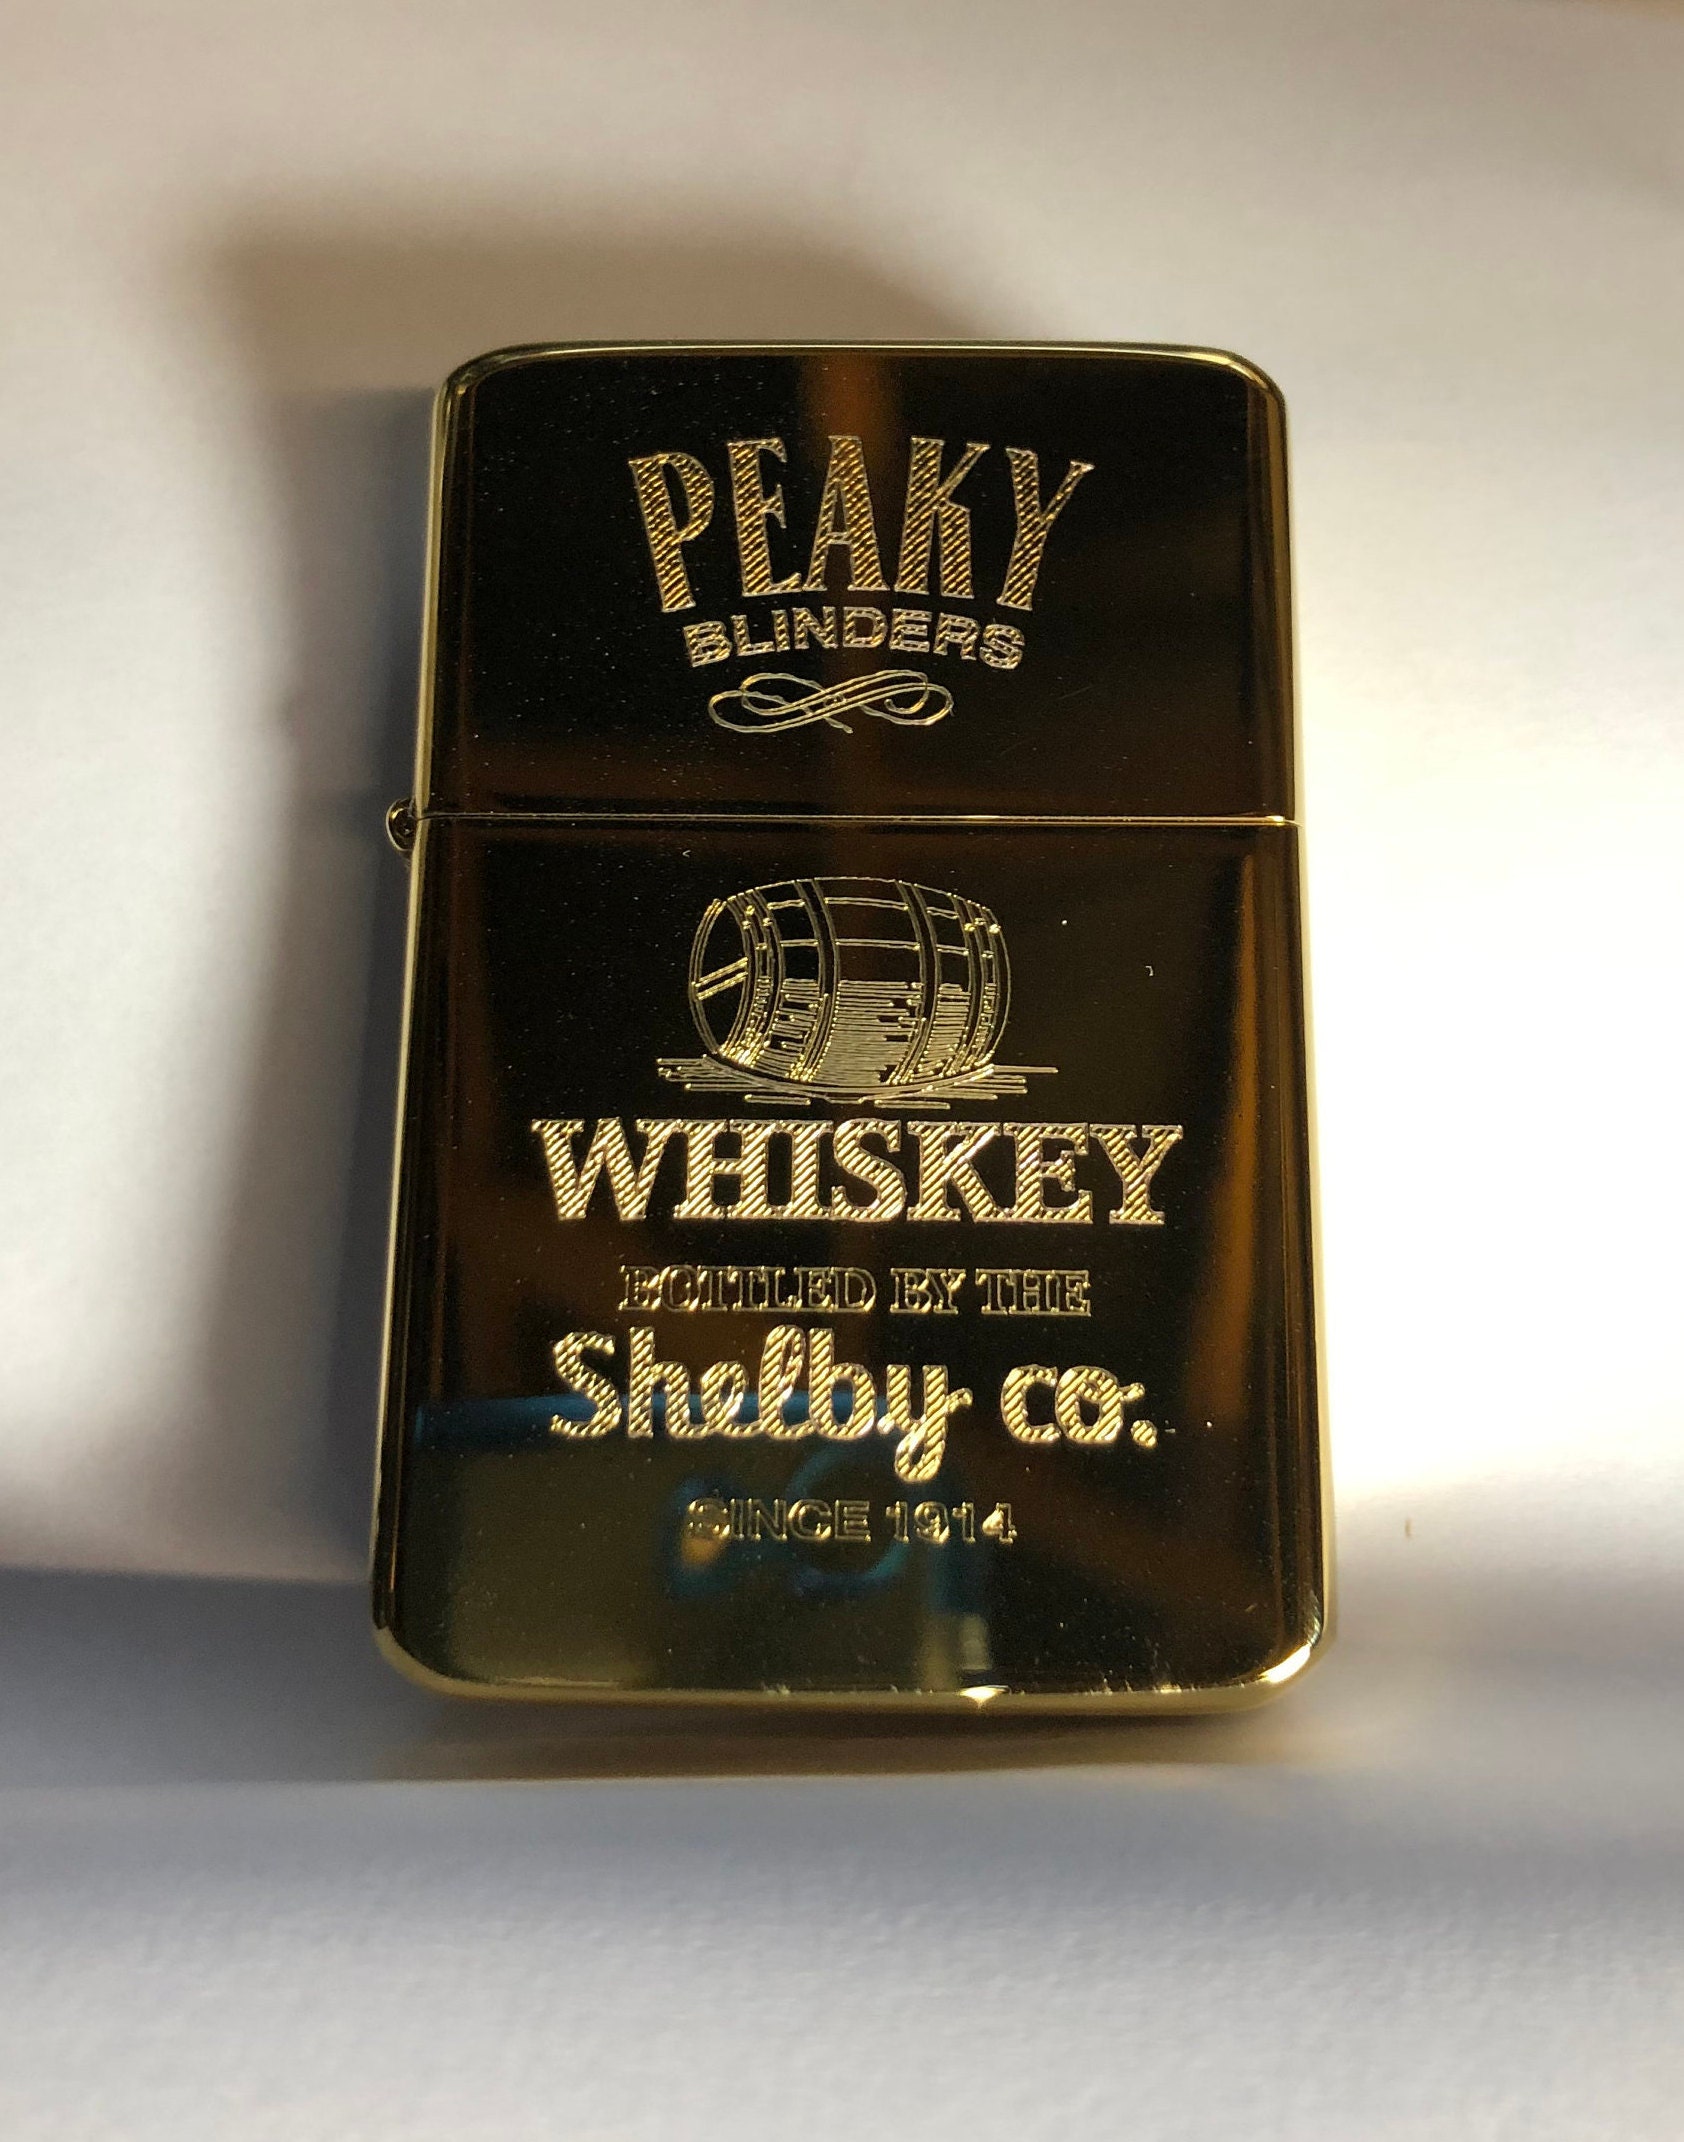 PEAKY
BLINDERS
WHISKEY
BOTTLED BY THE
Shelby co.
SINCE 1914